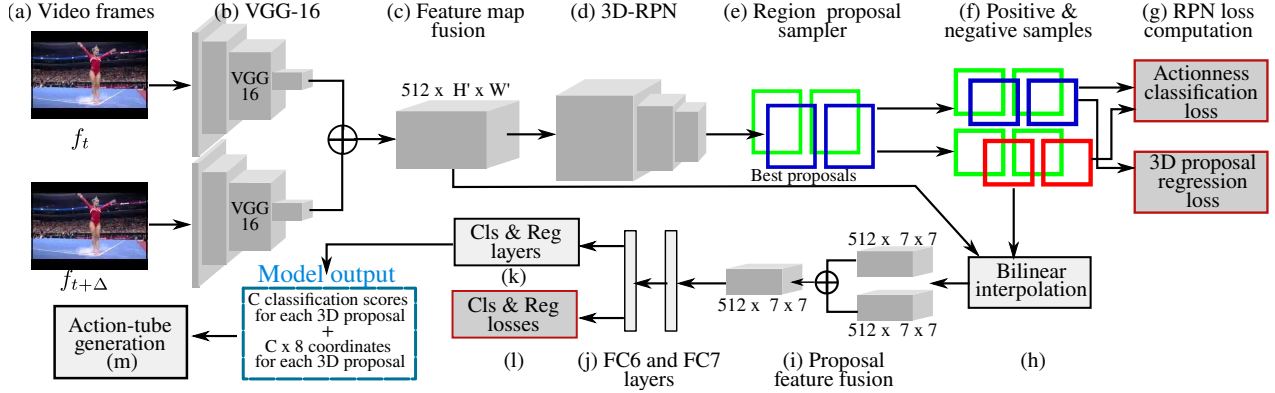 (a) Video frames
(b) VGG-16
(c) Feature map
fusion
(d) 3D-RPN
(e) Region proposal
sampler
(f) Positive &
negative samples
(g) RPN loss
computation
VGG
16
f_t
VGG
16
f_{t+Δ}
512 x H' x W'
Best proposals
Actionness
classification
loss
3D proposal
regression
loss
Bilinear
interpolation
(h)
512 x 7 x 7
512 x 7 x 7
512 x 7 x 7
(i) Proposal
feature fusion
(j) FC6 and FC7
layers
Cls & Reg
layers
(k)
Cls & Reg
losses
(l)
Model output
C classification scores
for each 3D proposal
+
C x 8 coordinates
for each 3D proposal
Action-tube
generation
(m)